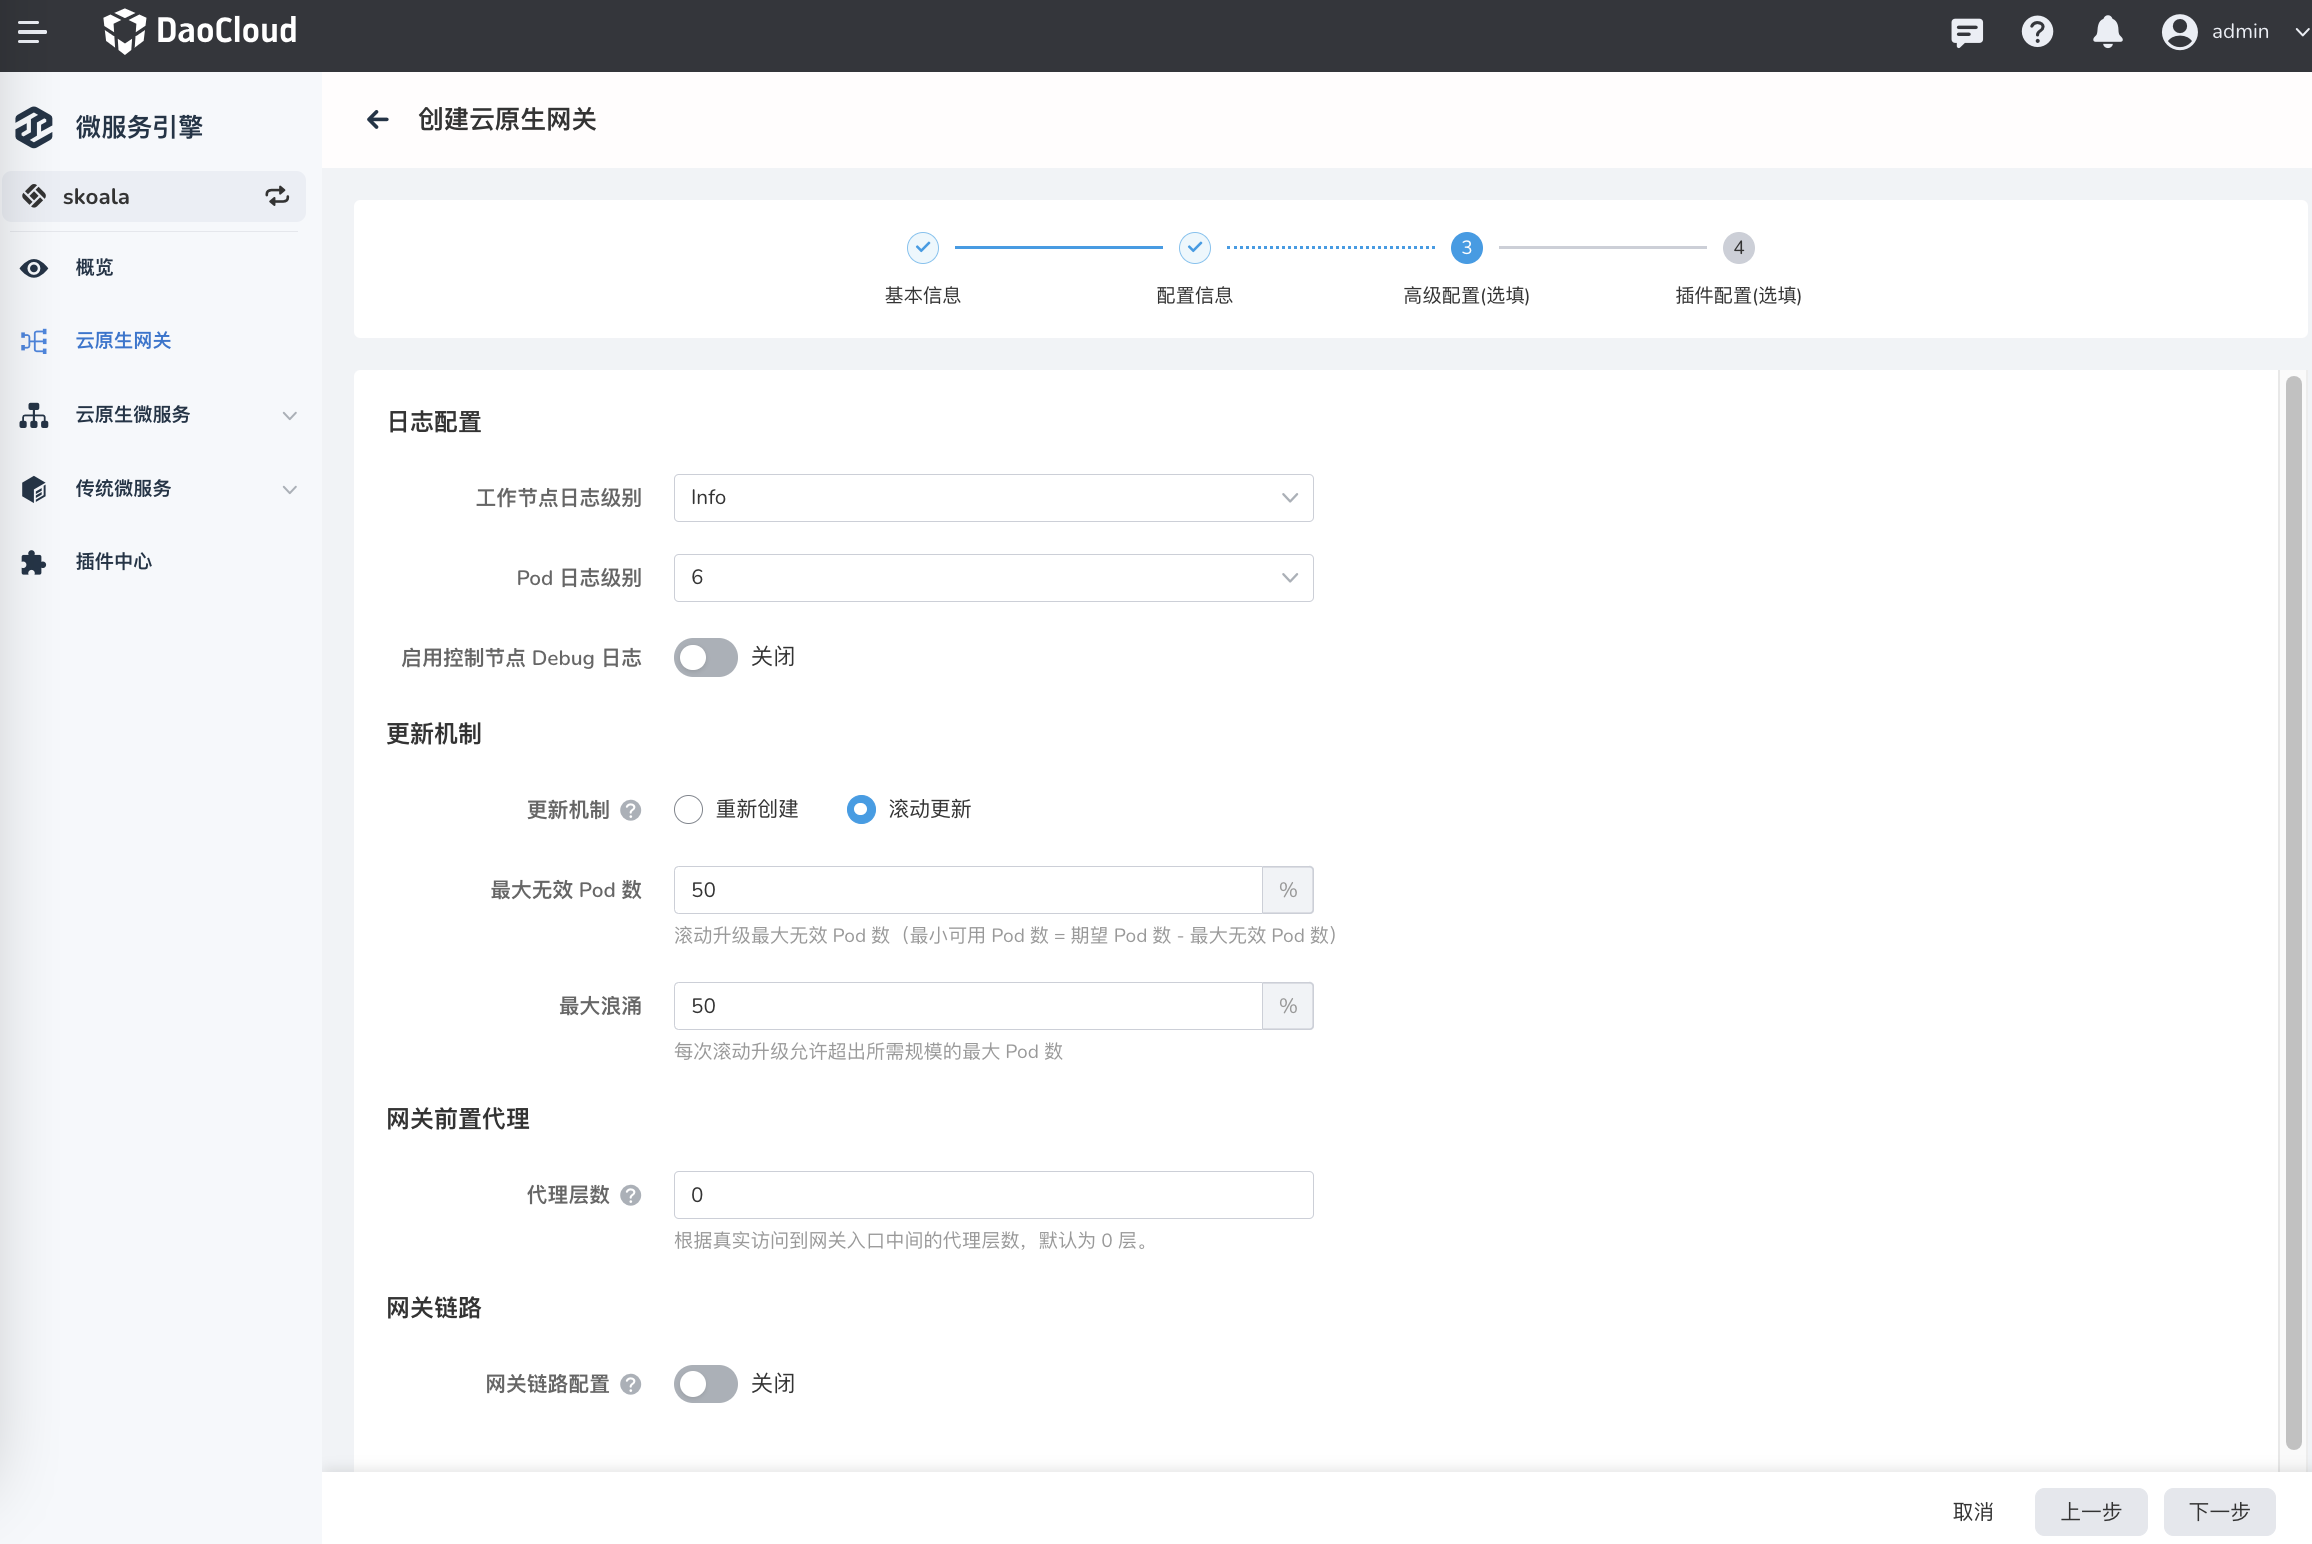 DaoCloud
admin
微服务引擎
skoala
概览
云原生网关
云原生微服务
传统微服务
插件中心
创建云原生网关
3
4
基本信息
配置信息
高级配置(选填)
插件配置(选填)
日志配置
工作节点日志级别
Info
Pod 日志级别
6
启用控制节点 Debug 日志
关闭
更新机制
更新机制
重新创建
滚动更新
最大无效 Pod 数
50
%
滚动升级最大无效 Pod 数（最小可用 Pod 数 = 期望 Pod 数 - 最大无效 Pod 数）
最大浪涌
50
%
每次滚动升级允许超出所需规模的最大 Pod 数
网关前置代理
代理层数
0
根据真实访问到网关入口中间的代理层数，默认为 0 层。
网关链路
网关链路配置
关闭
取消
上一步
下一步